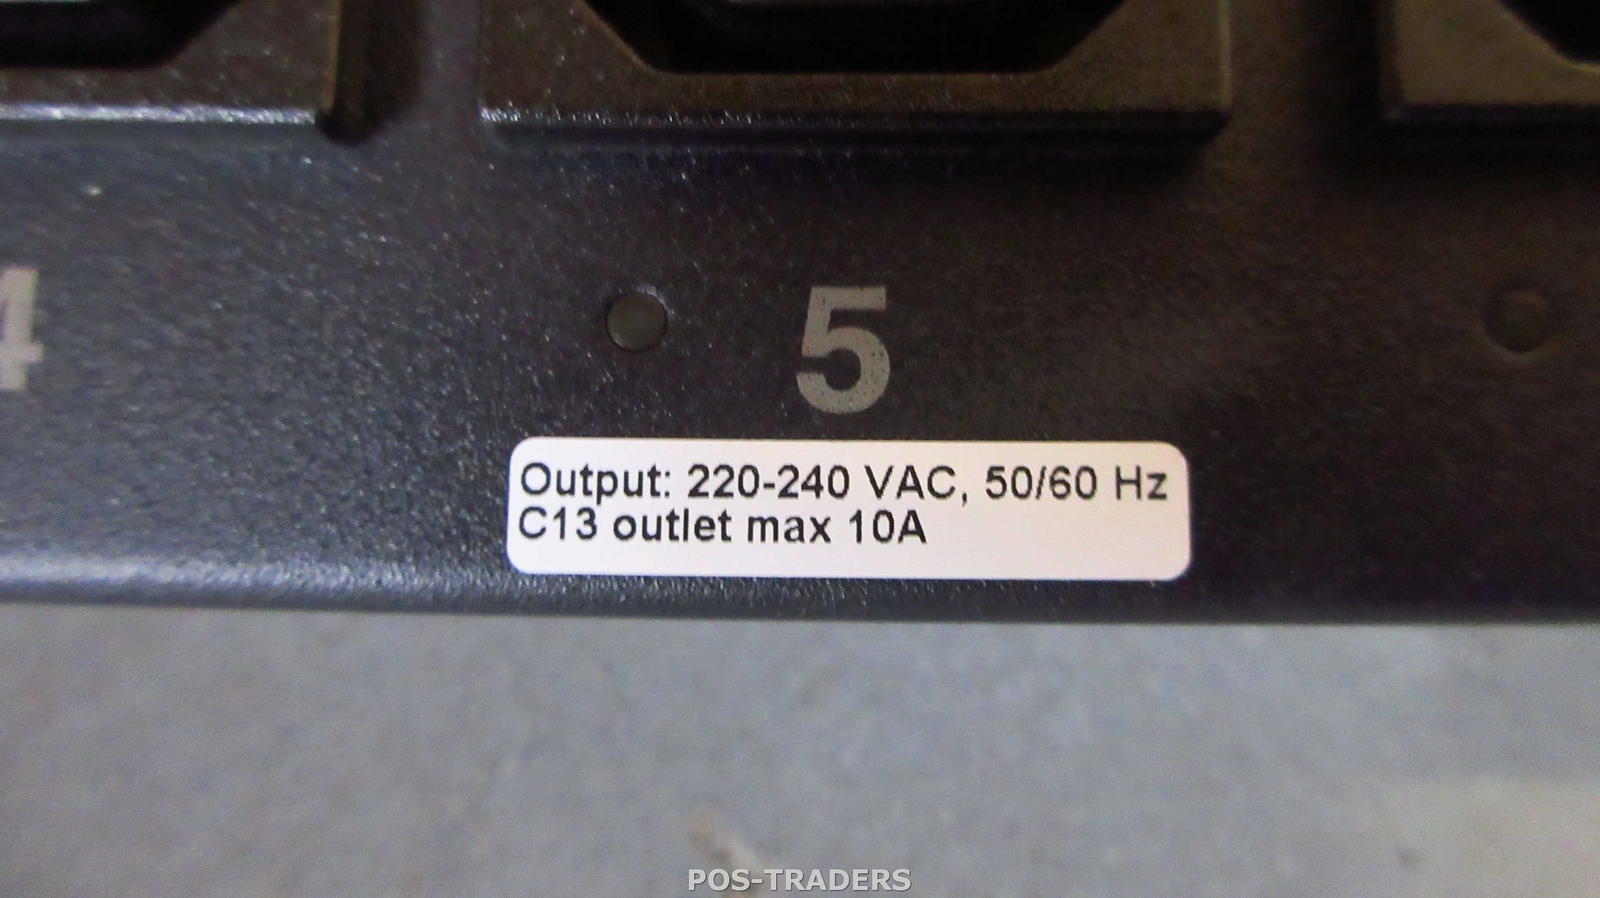 4
5
Output: 220-240 VAC, 50/60 Hz
C13 outlet max 10A
POS-TRADERS